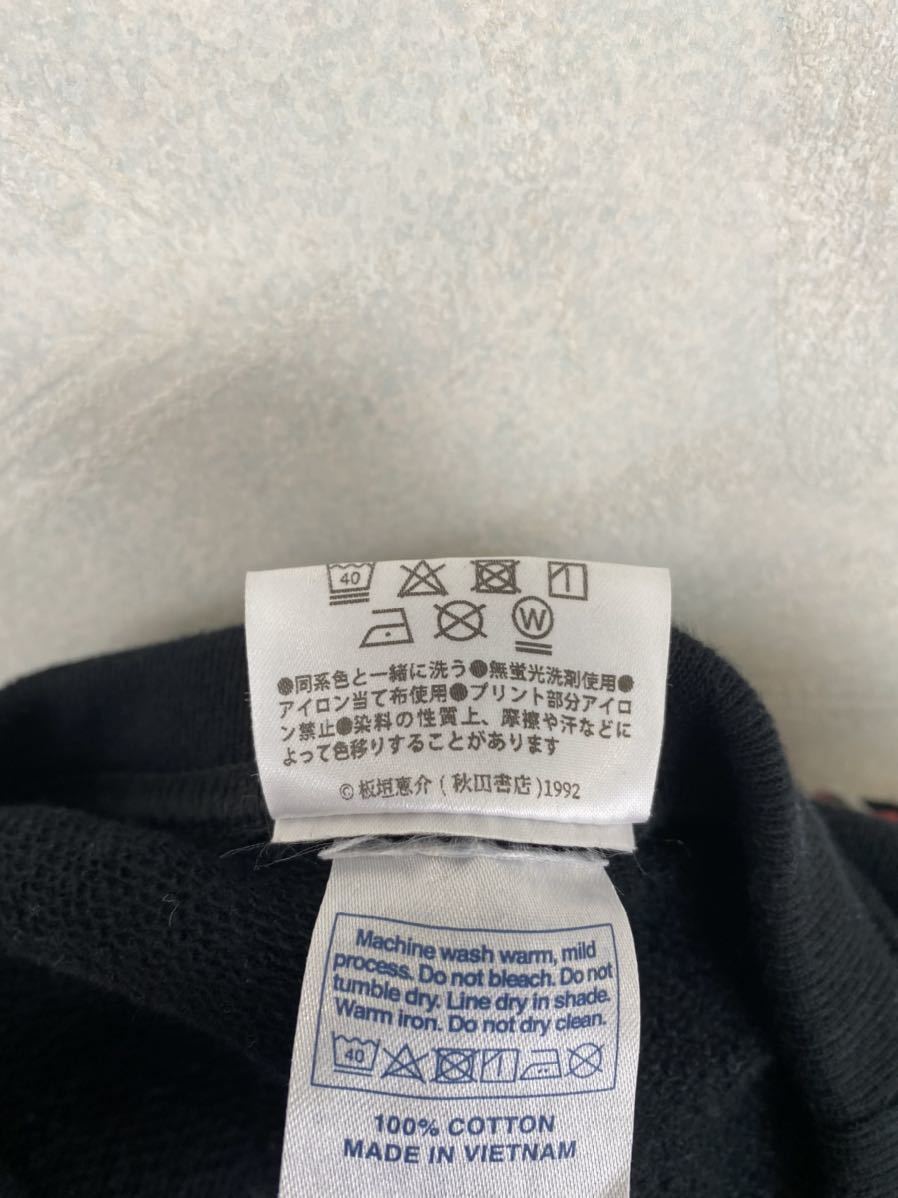 40
W
●同系色と一緒に洗う●無蛍光洗剤使用●
アイロン当て布使用●プリント部分アイロ
ン禁止●染料の性質上、摩擦や汗などに
よって色移りすることがあります
©板垣恵介(秋田書店)1992
Machine wash warm, mild
process. Do not bleach. Do not
tumble dry. Line dry in shade.
Warm iron. Do not dry clean.
40
100% COTTON
MADE IN VIETNAM